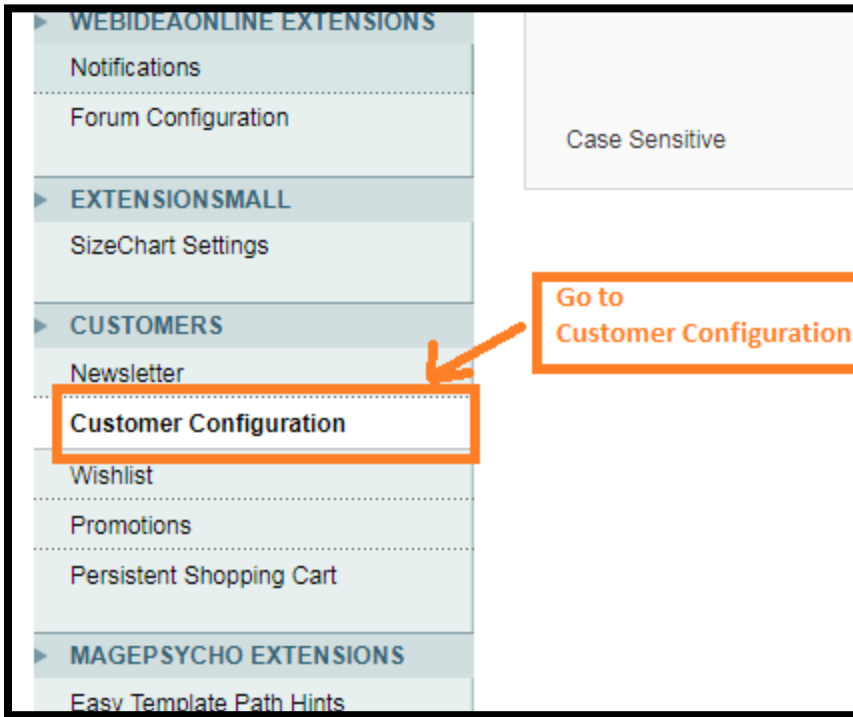 WEBIDEAONLINE EXTENSIONS
Notifications
Forum Configuration
Case Sensitive
EXTENSIONSMALL
SizeChart Settings
Go to
Customer Configuration
CUSTOMERS
Newsletter
Customer Configuration
Wishlist
Promotions
Persistent Shopping Cart
MAGEPSYCHO EXTENSIONS
Easy Template Path Hints